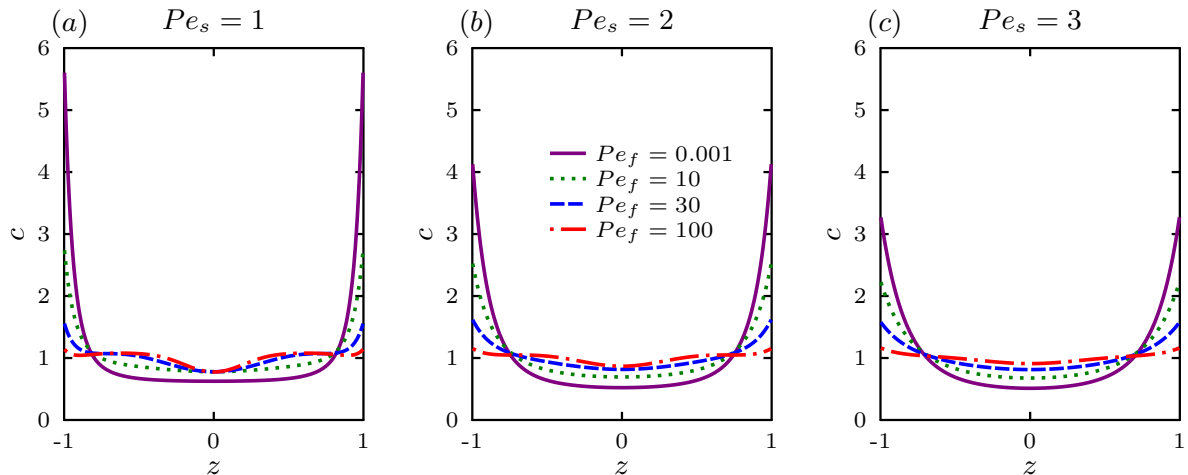 (a) Pe_s = 1
6
5
4
3
2
1
0
c
-1 0 1
z
(b) Pe_s = 2
6
5
4
3
2
1
0
c
-1 0 1
z
Pe_f = 0.001
Pe_f = 10
Pe_f = 30
Pe_f = 100
(c) Pe_s = 3
6
5
4
3
2
1
0
c
-1 0 1
z